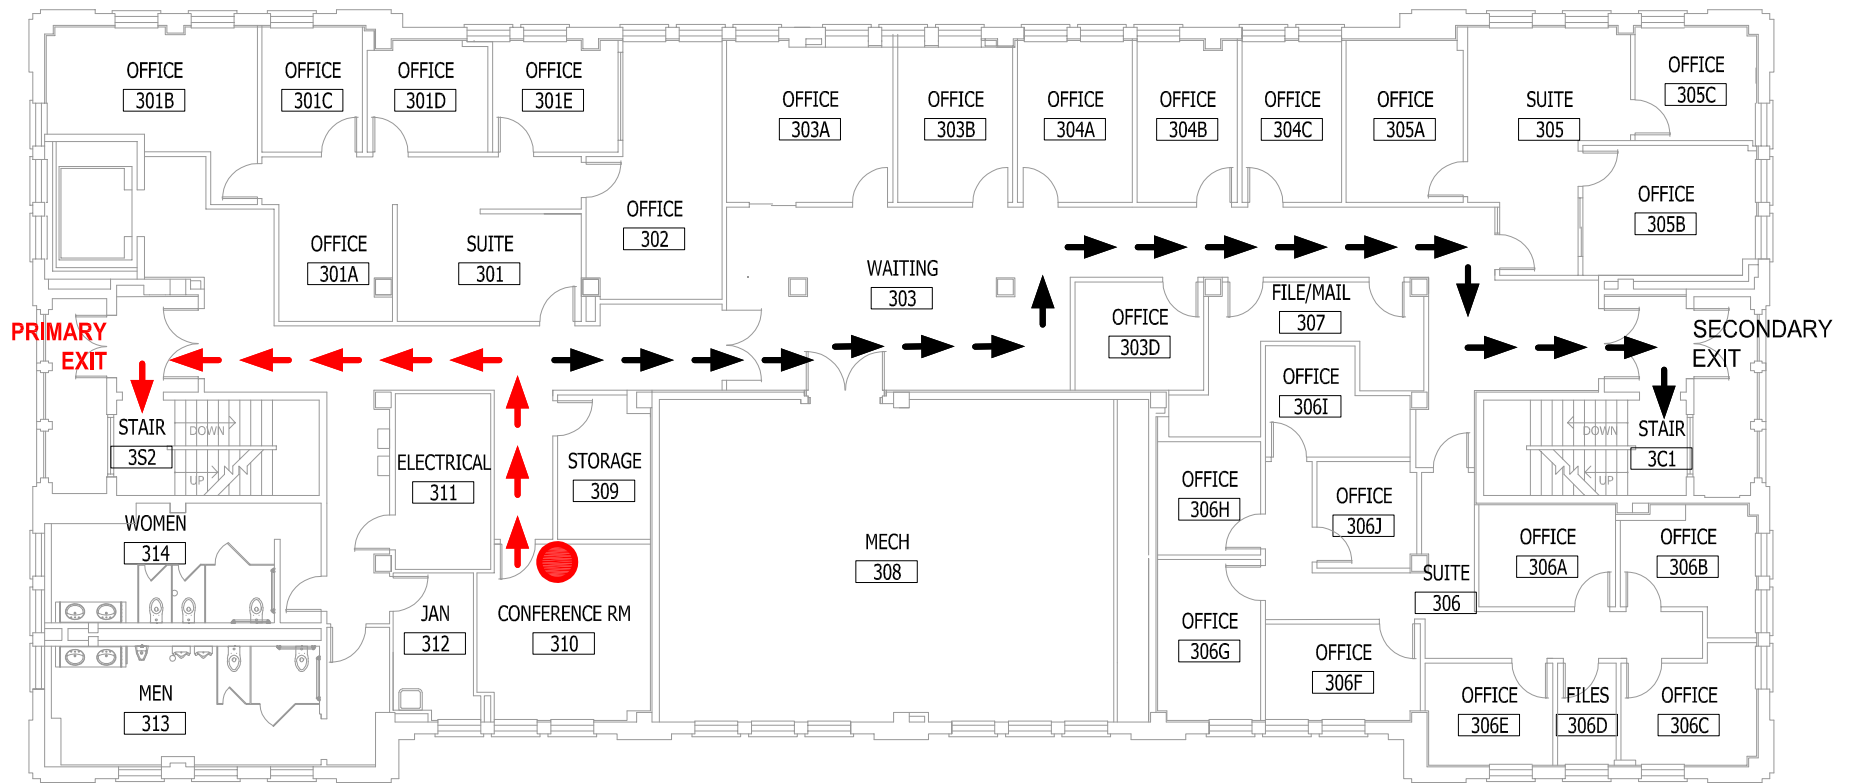 OFFICE
301B
OFFICE
301C
OFFICE
301D
OFFICE
301E
OFFICE
303A
OFFICE
303B
OFFICE
304A
OFFICE
304B
OFFICE
304C
OFFICE
305A
SUITE
305
OFFICE
305C
OFFICE
305B
OFFICE
301A
SUITE
301
OFFICE
302
WAITING
303
OFFICE
303D
FILE/MAIL
307
PRIMARY
EXIT
SECONDARY
EXIT
OFFICE
306I
STAIR
3S2
DOWN
UP
ELECTRICAL
311
STORAGE
309
STAIR
3C1
DOWN
UP
OFFICE
306H
OFFICE
306J
WOMEN
314
MECH
308
OFFICE
306A
OFFICE
306B
SUITE
306
JAN
312
CONFERENCE RM
310
OFFICE
306G
OFFICE
306F
MEN
313
OFFICE
306E
FILES
306D
OFFICE
306C